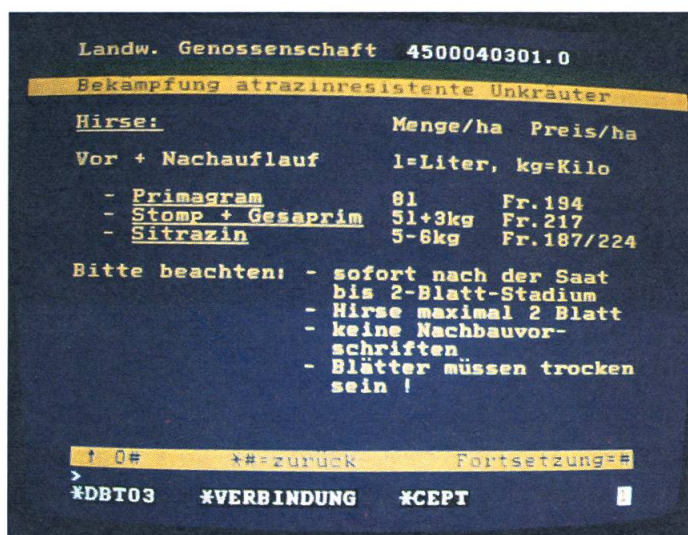 Landw. Genossenschaft 4500040301.0
Bekämpfung atrazinresistente Unkräuter
Hirse: Menge/ha Preis/ha
Vor + Nachauflauf l=Liter, kg=Kilo
- Primagram 8l Fr.194
- Stomp + Gesaprim 5l+3kg Fr.217
- Sitrazin 5-6kg Fr.187/224
Bitte beachten: - sofort nach der Saat
bis 2-Blatt-Stadium
- Hirse maximal 2 Blatt
- keine Nachbauvor-
schriften
- Blätter müssen trocken
sein !
↑ 0# *#=zurück Fortsetzung=#
>
*DBT03 *VERBINDUNG *CEPT 1